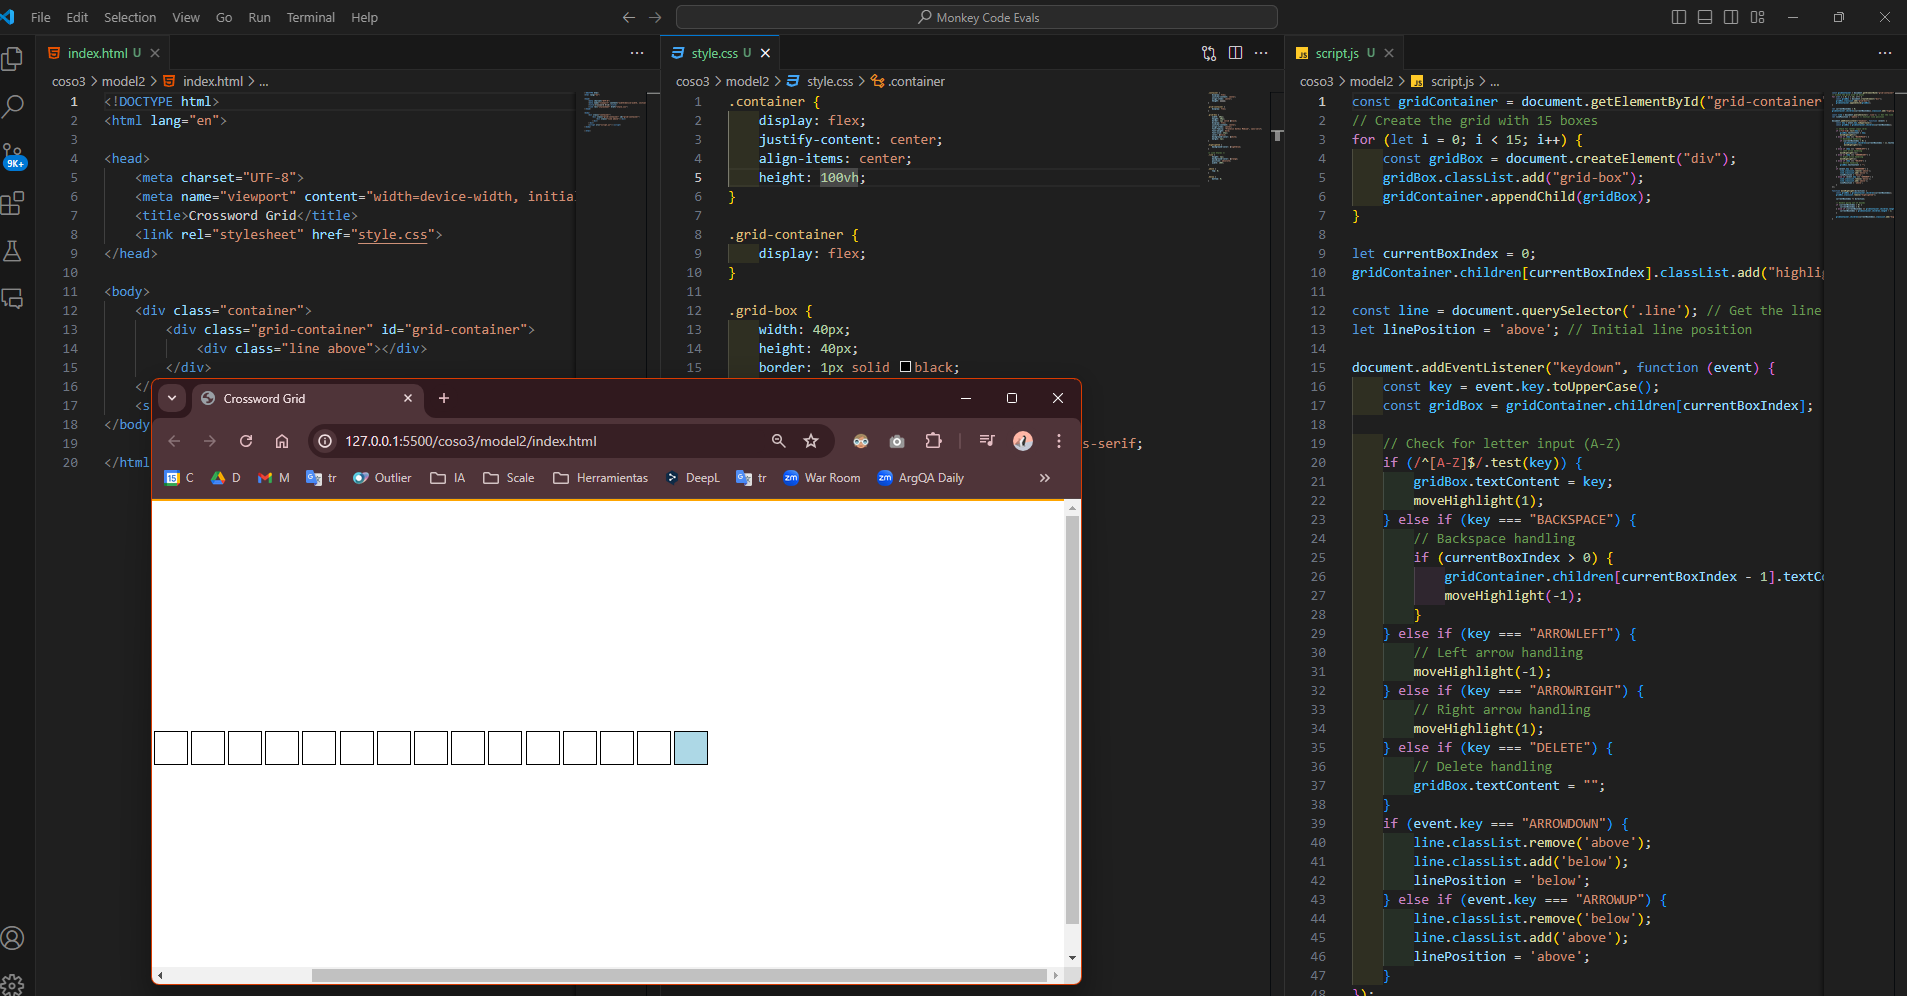 File Edit Selection View Go Run Terminal Help
Monkey Code Evals
index.html U
style.css U
script.js U
coso3 > model2 > index.html > ...
1 <!DOCTYPE html>
2 <html lang="en">
3
4 <head>
5 <meta charset="UTF-8">
6 <meta name="viewport" content="width=device-width, initial
7 <title>Crossword Grid</title>
8 <link rel="stylesheet" href="style.css">
9 </head>
10
11 <body>
12 <div class="container">
13 <div class="grid-container" id="grid-container">
14 <div class="line above"></div>
15 </div>
16 </
17 <s
18 </body
19
20 </html
9K+
coso3 > model2 > style.css > .container
1 .container {
2 display: flex;
3 justify-content: center;
4 align-items: center;
5 height: 100vh;
6 }
7
8 .grid-container {
9 display: flex;
10 }
11
12 .grid-box {
13 width: 40px;
14 height: 40px;
15 border: 1px solid black;
s-serif;
coso3 > model2 > script.js > ...
1 const gridContainer = document.getElementById("grid-container
2 // Create the grid with 15 boxes
3 for (let i = 0; i < 15; i++) {
4 const gridBox = document.createElement("div");
5 gridBox.classList.add("grid-box");
6 gridContainer.appendChild(gridBox);
7 }
8
9 let currentBoxIndex = 0;
10 gridContainer.children[currentBoxIndex].classList.add("highlig
11
12 const line = document.querySelector('.line'); // Get the line
13 let linePosition = 'above'; // Initial line position
14
15 document.addEventListener("keydown", function (event) {
16 const key = event.key.toUpperCase();
17 const gridBox = gridContainer.children[currentBoxIndex];
18
19 // Check for letter input (A-Z)
20 if (/^[A-Z]$/.test(key)) {
21 gridBox.textContent = key;
22 moveHighlight(1);
23 } else if (key === "BACKSPACE") {
24 // Backspace handling
25 if (currentBoxIndex > 0) {
26 gridContainer.children[currentBoxIndex - 1].textCo
27 moveHighlight(-1);
28 }
29 } else if (key === "ARROWLEFT") {
30 // Left arrow handling
31 moveHighlight(-1);
32 } else if (key === "ARROWRIGHT") {
33 // Right arrow handling
34 moveHighlight(1);
35 } else if (key === "DELETE") {
36 // Delete handling
37 gridBox.textContent = "";
38 }
39 if (event.key === "ARROWDOWN") {
40 line.classList.remove('above');
41 line.classList.add('below');
42 linePosition = 'below';
43 } else if (event.key === "ARROWUP") {
44 line.classList.remove('below');
45 line.classList.add('above');
46 linePosition = 'above';
47 }
48 });
Crossword Grid
127.0.0.1:5500/coso3/model2/index.html
15 C D M tr Outlier IA Scale Herramientas DeepL tr zm War Room zm ArgQA Daily